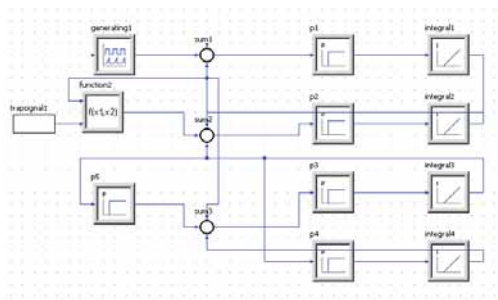 generating1
sum1
p1
integral1
function2
f(x1,x2)
trapsignal1
sum2
p2
integral2
p5
P
sum3
p3
integral3
p4
integral4